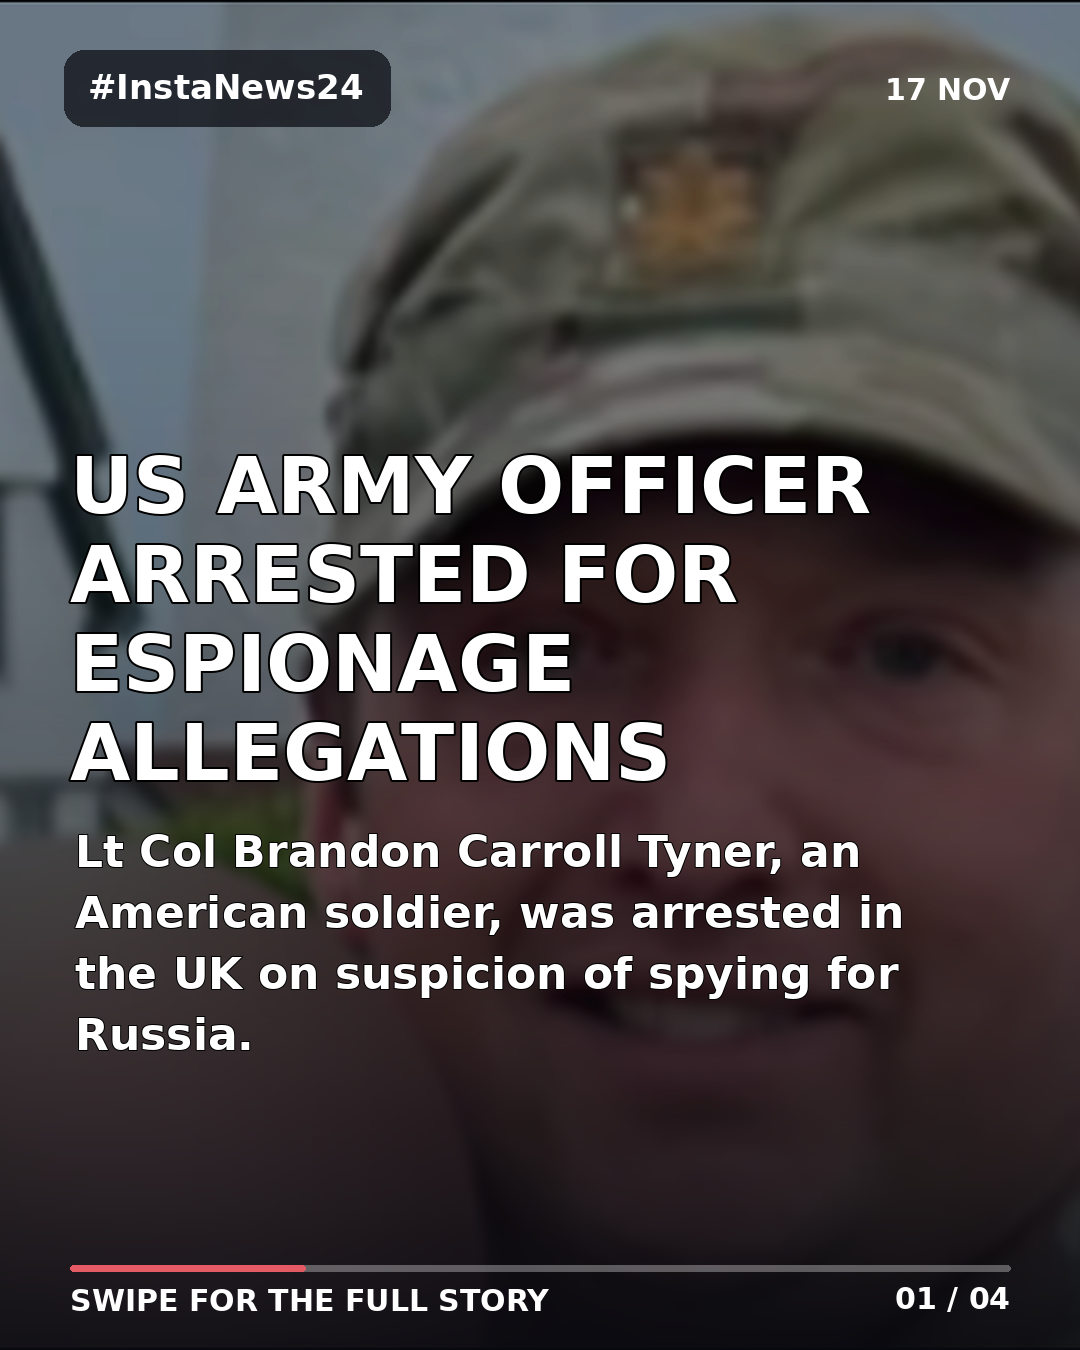 #InstaNews24
17 NOV
US ARMY OFFICER
ARRESTED FOR
ESPIONAGE
ALLEGATIONS
Lt Col Brandon Carroll Tyner, an
American soldier, was arrested in
the UK on suspicion of spying for
Russia.
SWIPE FOR THE FULL STORY
01 / 04